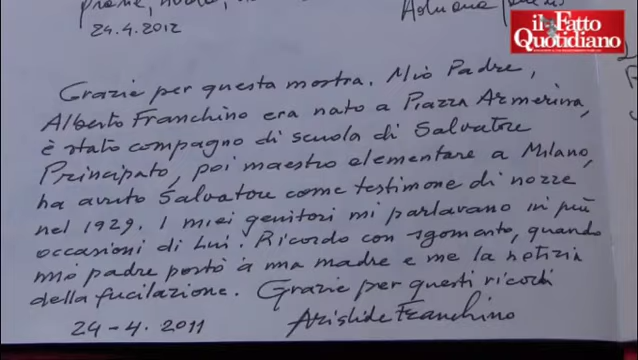 24.4.2012
il Fatto
Quotidiano
Grazie per questa mostra. Mio Padre,
Alberto Franchino era nato a Piazza Armerina,
è stato compagno di scuola di Salvatore
Principato, poi maestro elementare a Milano,
ha avuto Salvatore come testimone di nozze
nel 1929. I miei genitori mi parlavano in più
occasioni di Lui. Ricordo con sgomento, quando
mio padre portò a mia madre e me la notizia
della fucilazione. Grazie per questi ricordi
24-4. 2011 Aristide Franchino